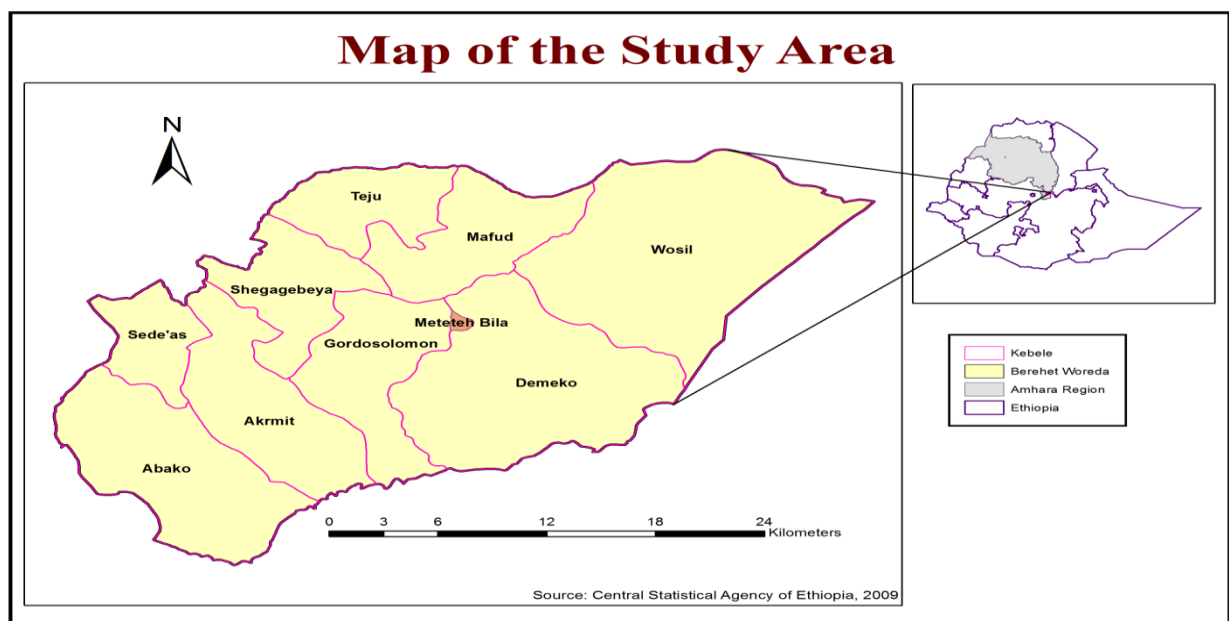 Map of the Study Area
N
Teju
Mafud
Wosil
Shegagebeya
Meteteh Bila
Sede'as
Gordosolomon
Demeko
Akrmit
Abako
0 3 6 12 18 24
Kilometers
Source: Central Statistical Agency of Ethiopia, 2009
Kebele
Berehet Woreda
Amhara Region
Ethiopia